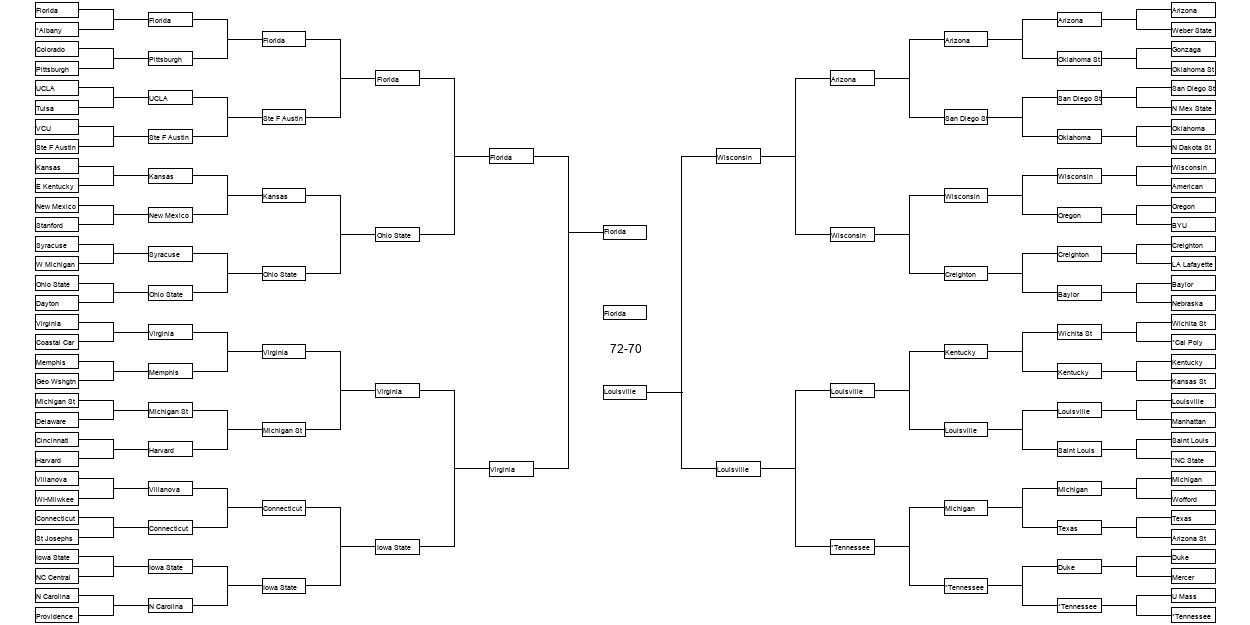 Florida
*Albany
Colorado
Pittsburgh
UCLA
Tulsa
VCU
Ste F Austin
Kansas
E Kentucky
New Mexico
Stanford
Syracuse
W Michigan
Ohio State
Dayton
Virginia
Coastal Car
Memphis
Geo Wshgtn
Michigan St
Delaware
Cincinnati
Harvard
Villanova
WI-Milwkee
Connecticut
St Josephs
Iowa State
NC Central
N Carolina
Providence
Florida
Pittsburgh
UCLA
Ste F Austin
Kansas
New Mexico
Syracuse
Ohio State
Virginia
Memphis
Michigan St
Harvard
Villanova
Connecticut
Iowa State
N Carolina
Florida
Ste F Austin
Kansas
Ohio State
Virginia
Michigan St
Connecticut
Iowa State
Florida
Ohio State
Virginia
Iowa State
Florida
Virginia
Florida
Florida
72-70
Louisville
Wisconsin
Louisville
Arizona
Wisconsin
Louisville
*Tennessee
Arizona
San Diego St
Wisconsin
Creighton
Kentucky
Louisville
Michigan
*Tennessee
Arizona
Oklahoma St
San Diego St
Oklahoma
Wisconsin
Oregon
Creighton
Baylor
Wichita St
Kentucky
Louisville
Saint Louis
Michigan
Texas
Duke
*Tennessee
Arizona
Weber State
Gonzaga
Oklahoma St
San Diego St
N Mex State
Oklahoma
N Dakota St
Wisconsin
American
Oregon
BYU
Creighton
LA Lafayette
Baylor
Nebraska
Wichita St
*Cal Poly
Kentucky
Kansas St
Louisville
Manhattan
Saint Louis
*NC State
Michigan
Wofford
Texas
Arizona St
Duke
Mercer
U Mass
*Tennessee